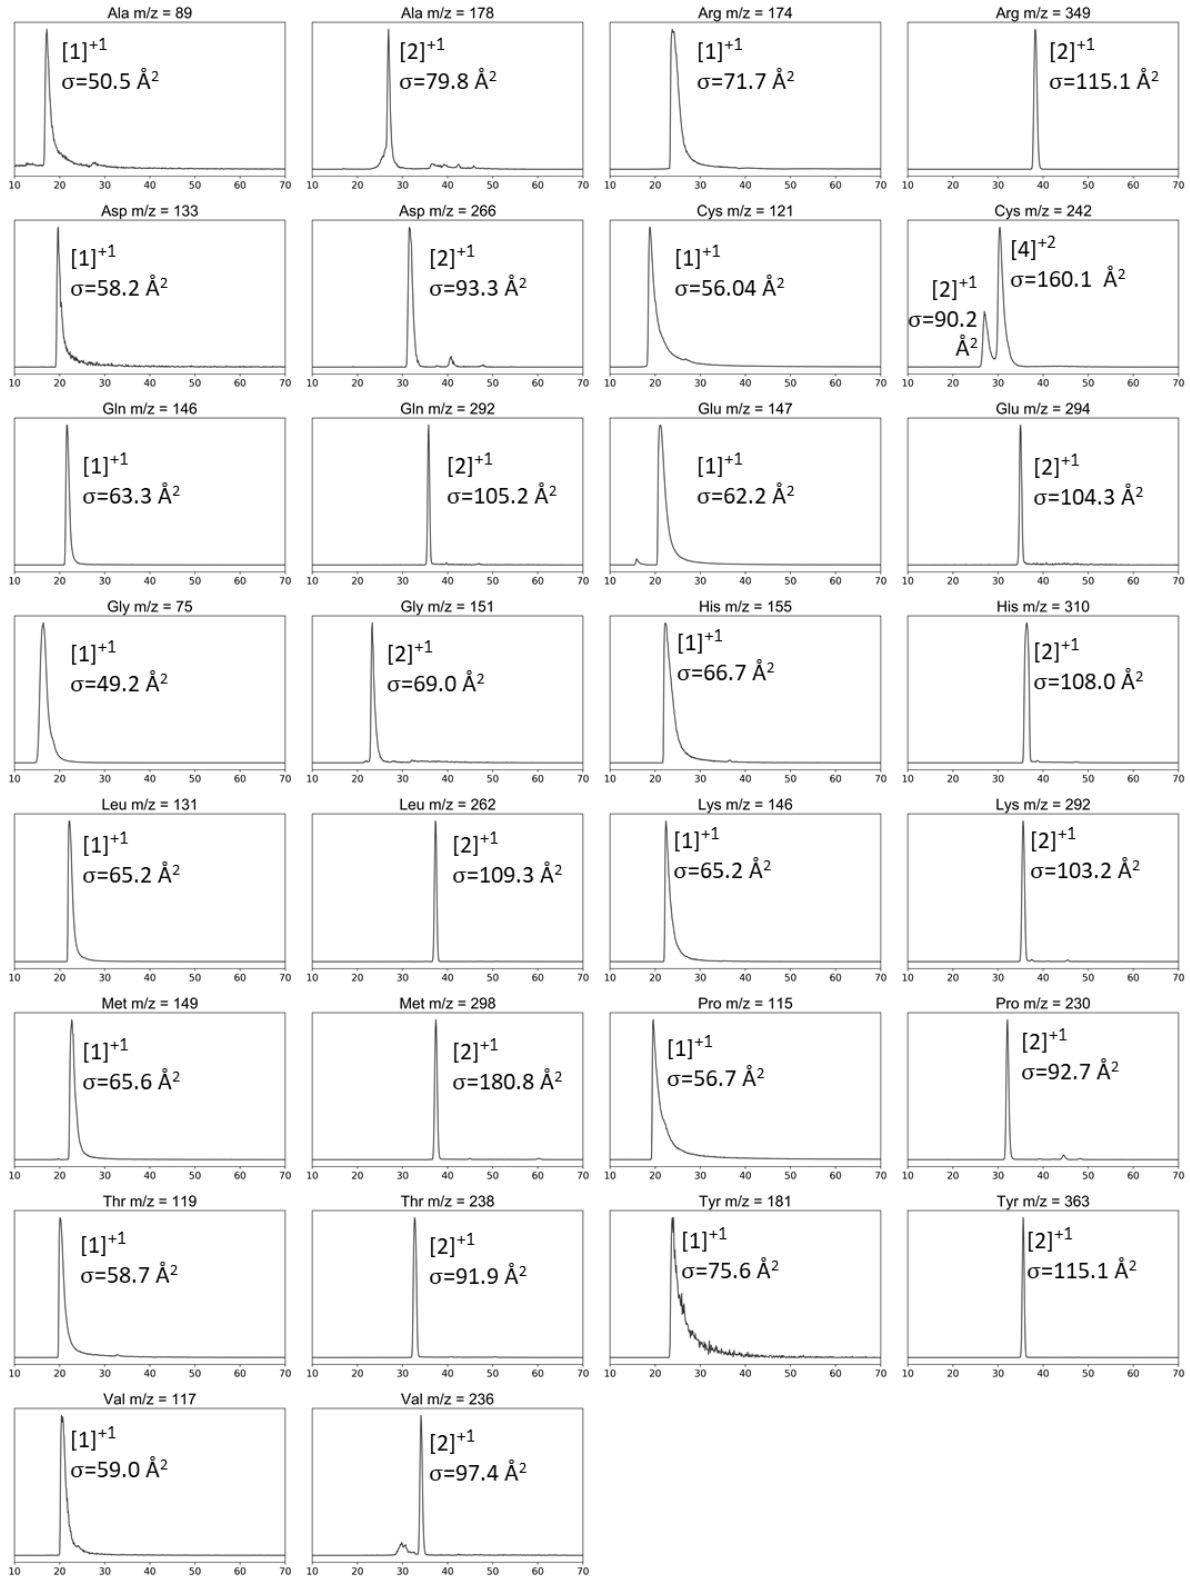 Ala m/z = 89
[1]⁺¹
σ=50.5 Å²
10 20 30 40 50 60 70
Ala m/z = 178
[2]⁺¹
σ=79.8 Å²
10 20 30 40 50 60 70
Arg m/z = 174
[1]⁺¹
σ=71.7 Å²
10 20 30 40 50 60 70
Arg m/z = 349
[2]⁺¹
σ=115.1 Å²
10 20 30 40 50 60 70
Asp m/z = 133
[1]⁺¹
σ=58.2 Å²
10 20 30 40 50 60 70
Asp m/z = 266
[2]⁺¹
σ=93.3 Å²
10 20 30 40 50 60 70
Cys m/z = 121
[1]⁺¹
σ=56.04 Å²
10 20 30 40 50 60 70
Cys m/z = 242
[4]⁺²
σ=160.1 Å²
[2]⁺¹
σ=90.2
Å²
10 20 30 40 50 60 70
Gln m/z = 146
[1]⁺¹
σ=63.3 Å²
10 20 30 40 50 60 70
Gln m/z = 292
[2]⁺¹
σ=105.2 Å²
10 20 30 40 50 60 70
Glu m/z = 147
[1]⁺¹
σ=62.2 Å²
10 20 30 40 50 60 70
Glu m/z = 294
[2]⁺¹
σ=104.3 Å²
10 20 30 40 50 60 70
Gly m/z = 75
[1]⁺¹
σ=49.2 Å²
10 20 30 40 50 60 70
Gly m/z = 151
[2]⁺¹
σ=69.0 Å²
10 20 30 40 50 60 70
His m/z = 155
[1]⁺¹
σ=66.7 Å²
10 20 30 40 50 60 70
His m/z = 310
[2]⁺¹
σ=108.0 Å²
10 20 30 40 50 60 70
Leu m/z = 131
[1]⁺¹
σ=65.2 Å²
10 20 30 40 50 60 70
Leu m/z = 262
[2]⁺¹
σ=109.3 Å²
10 20 30 40 50 60 70
Lys m/z = 146
[1]⁺¹
σ=65.2 Å²
10 20 30 40 50 60 70
Lys m/z = 292
[2]⁺¹
σ=103.2 Å²
10 20 30 40 50 60 70
Met m/z = 149
[1]⁺¹
σ=65.6 Å²
10 20 30 40 50 60 70
Met m/z = 298
[2]⁺¹
σ=180.8 Å²
10 20 30 40 50 60 70
Pro m/z = 115
[1]⁺¹
σ=56.7 Å²
10 20 30 40 50 60 70
Pro m/z = 230
[2]⁺¹
σ=92.7 Å²
10 20 30 40 50 60 70
Thr m/z = 119
[1]⁺¹
σ=58.7 Å²
10 20 30 40 50 60 70
Thr m/z = 238
[2]⁺¹
σ=91.9 Å²
10 20 30 40 50 60 70
Tyr m/z = 181
[1]⁺¹
σ=75.6 Å²
10 20 30 40 50 60 70
Tyr m/z = 363
[2]⁺¹
σ=115.1 Å²
10 20 30 40 50 60 70
Val m/z = 117
[1]⁺¹
σ=59.0 Å²
10 20 30 40 50 60 70
Val m/z = 236
[2]⁺¹
σ=97.4 Å²
10 20 30 40 50 60 70